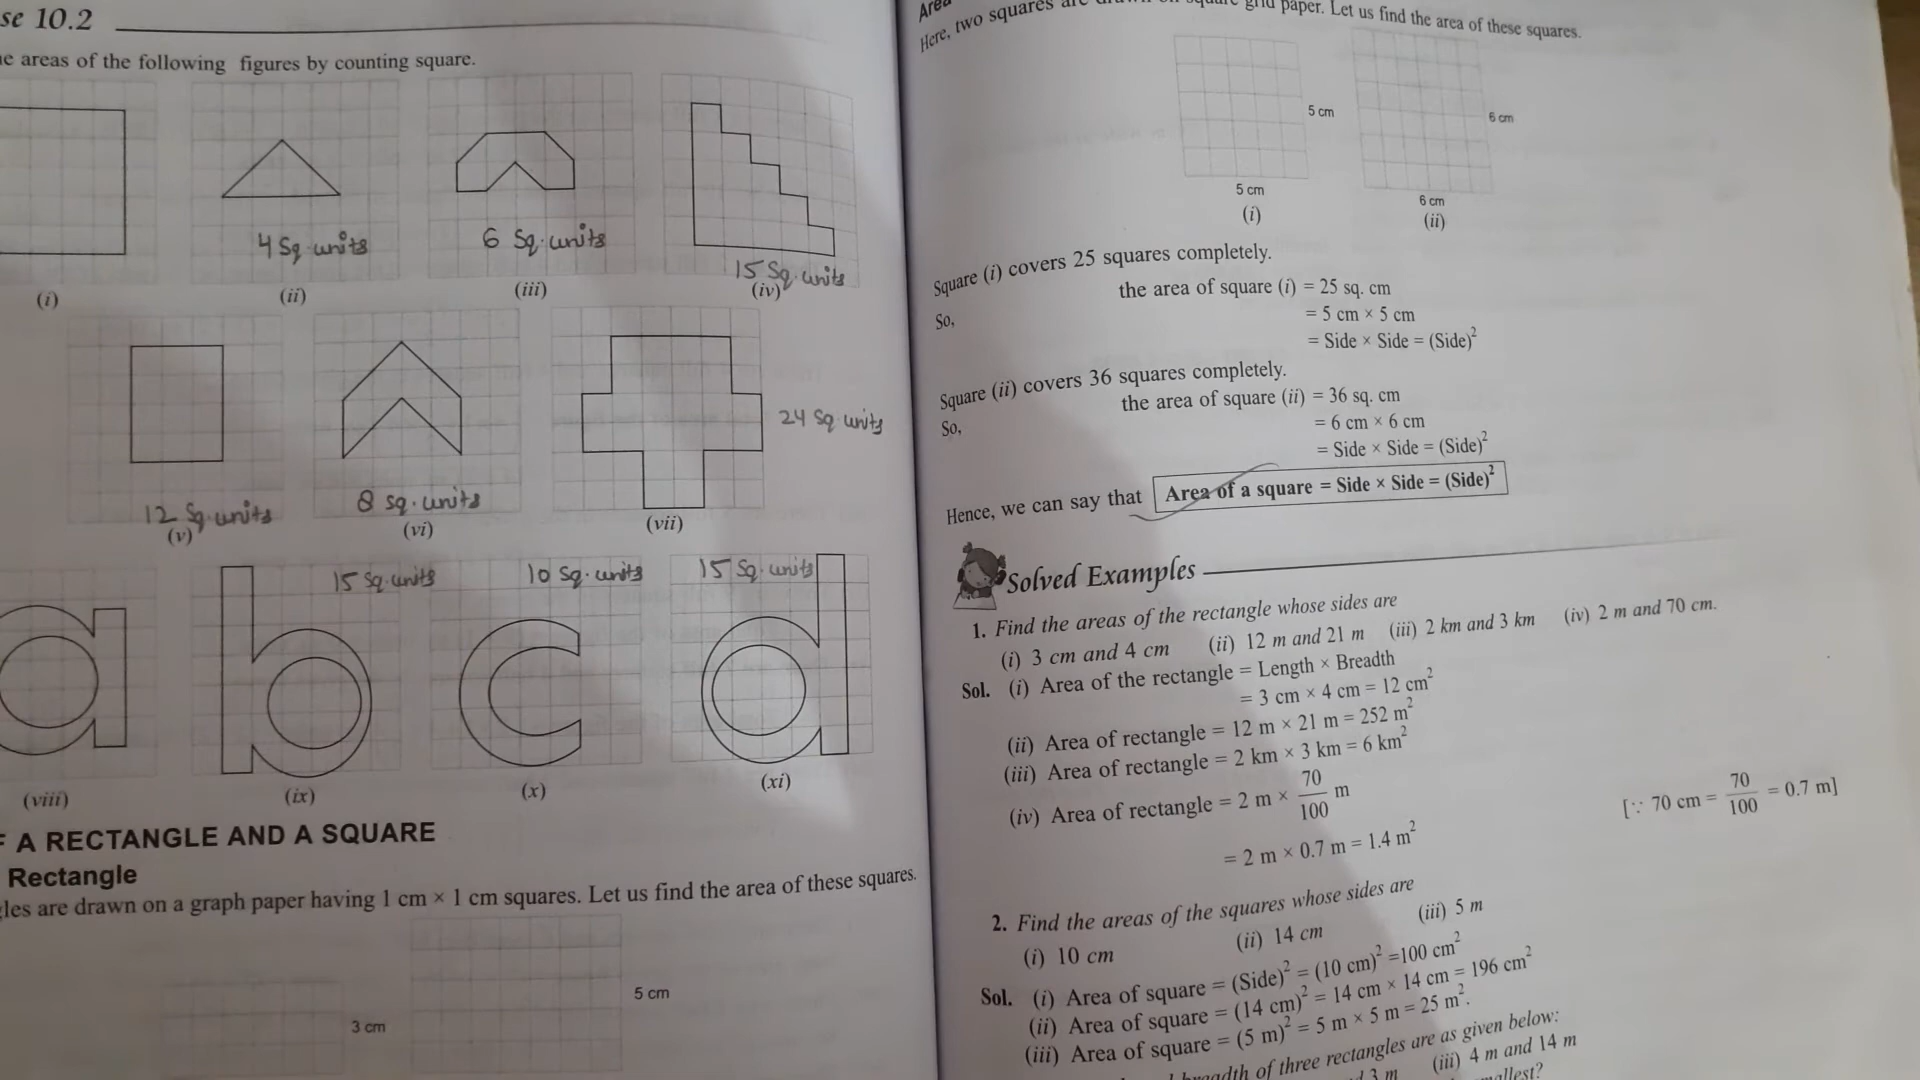 se 10.2
e areas of the following figures by counting square.
4 Sq. units
6 Sq. units
15 Sq. units
(i)
(ii)
(iii)
(iv)
12 Sq. units
8 sq. units
24 Sq. units
(v)
(vi)
(vii)
15 Sq. units
10 Sq. units
15 Sq. units
(viii)
(ix)
(x)
(xi)
F A RECTANGLE AND A SQUARE
Rectangle
gles are drawn on a graph paper having 1 cm × 1 cm squares. Let us find the area of these squares.
3 cm
5 cm
Area
Here, two squares are drawn on square grid paper. Let us find the area of these squares.
5 cm
6 cm
5 cm
6 cm
(i)
(ii)
Square (i) covers 25 squares completely.
So, the area of square (i) = 25 sq. cm
= 5 cm × 5 cm
= Side × Side = (Side)²
Square (ii) covers 36 squares completely.
So, the area of square (ii) = 36 sq. cm
= 6 cm × 6 cm
= Side × Side = (Side)²
Hence, we can say that Area of a square = Side × Side = (Side)²
Solved Examples
1. Find the areas of the rectangle whose sides are
(i) 3 cm and 4 cm (ii) 12 m and 21 m (iii) 2 km and 3 km (iv) 2 m and 70 cm.
Sol. (i) Area of the rectangle = Length × Breadth
= 3 cm × 4 cm = 12 cm²
(ii) Area of rectangle = 12 m × 21 m = 252 m²
(iii) Area of rectangle = 2 km × 3 km = 6 km²
(iv) Area of rectangle = 2 m × 70/100 m [∵ 70 cm = 70/100 = 0.7 m]
= 2 m × 0.7 m = 1.4 m²
2. Find the areas of the squares whose sides are
(i) 10 cm (ii) 14 cm (iii) 5 m
Sol. (i) Area of square = (Side)² = (10 cm)² =100 cm²
(ii) Area of square = (14 cm)² = 14 cm × 14 cm = 196 cm²
(iii) Area of square = (5 m)² = 5 m × 5 m = 25 m².
breadth of three rectangles are as given below:
3 m (iii) 4 m and 14 m